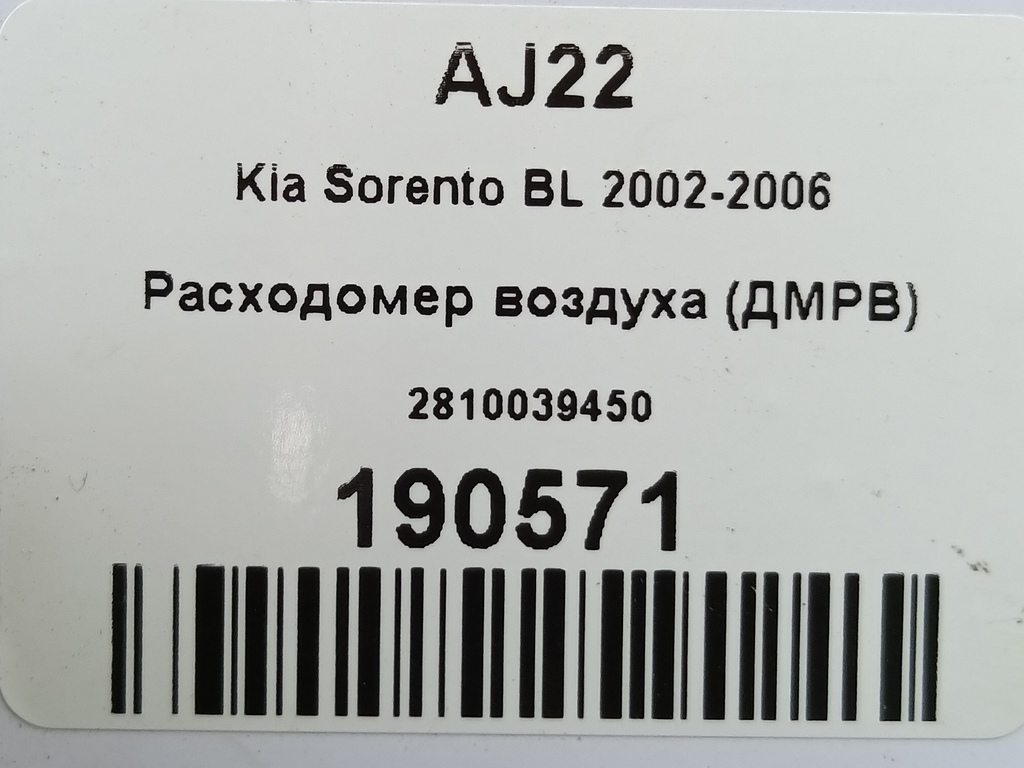 AJ22
Kia Sorento BL 2002-2006
Расходомер воздуха (ДМРВ)
2810039450
190571